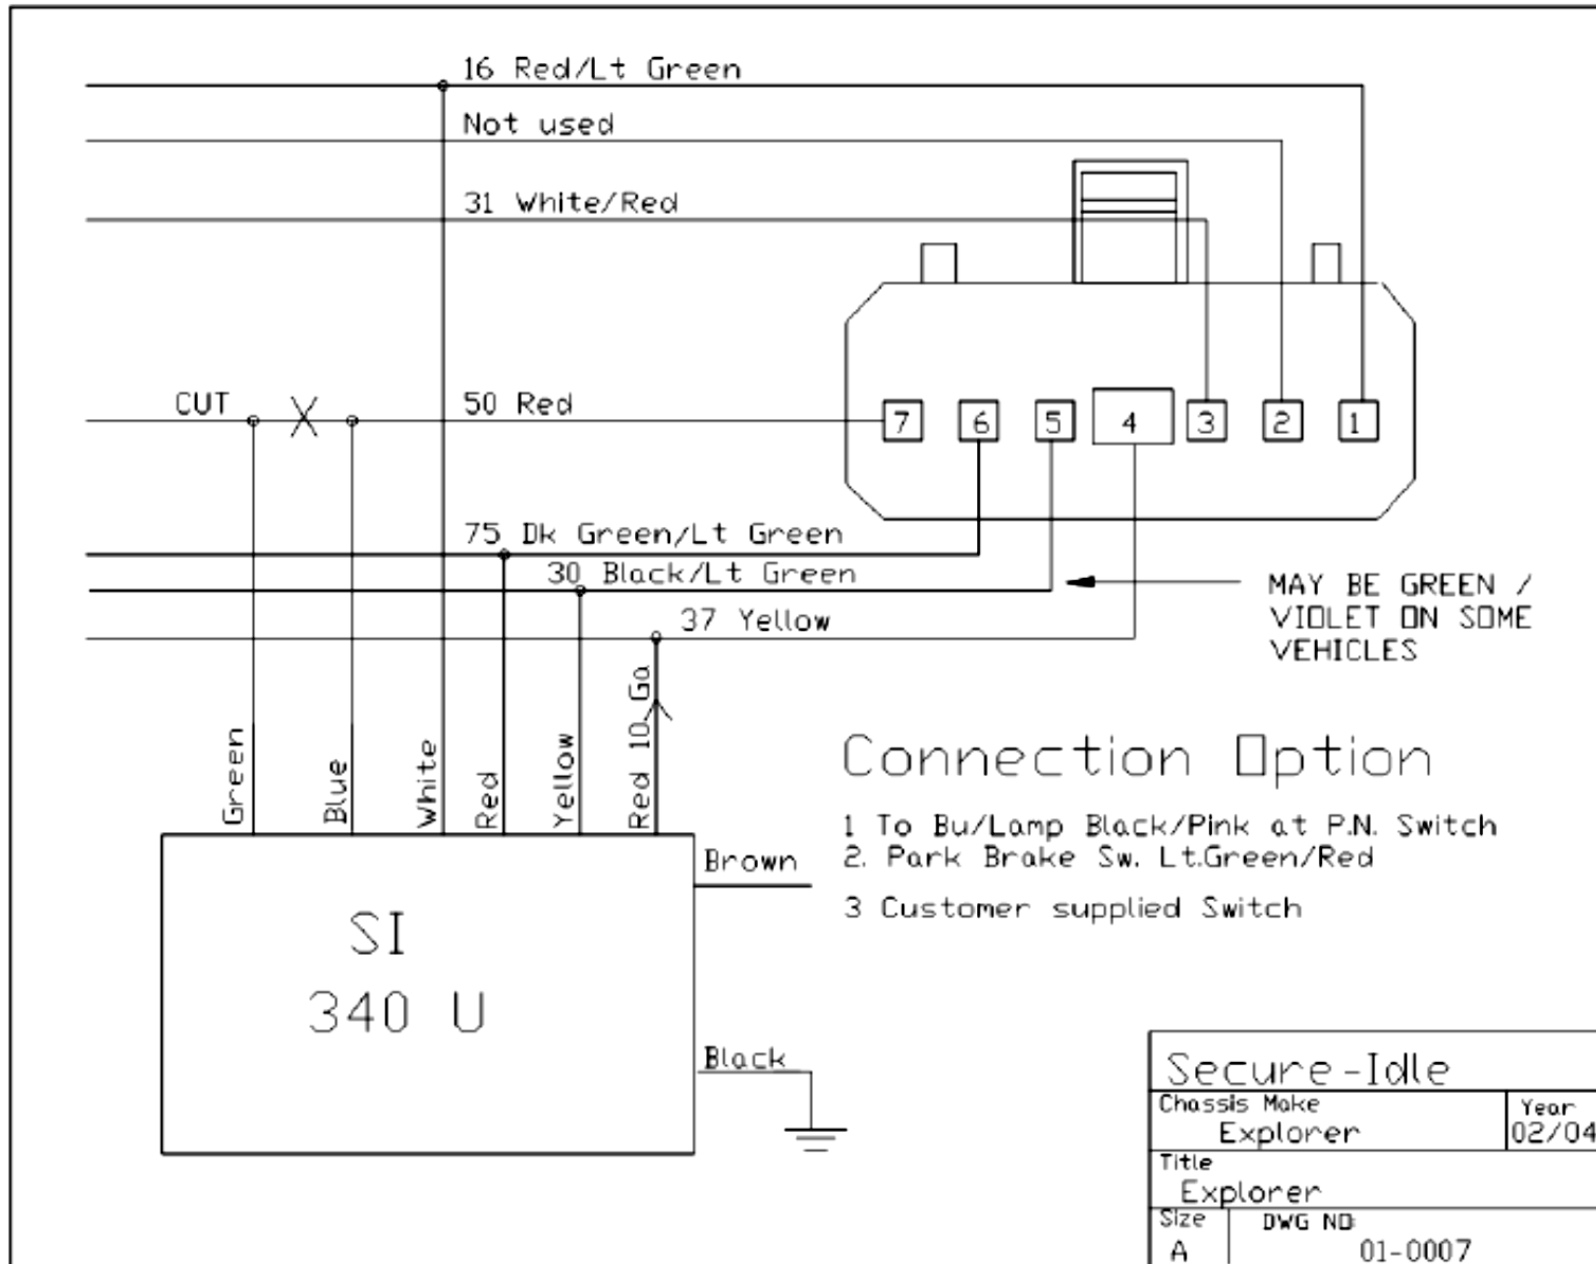 16 Red/Lt Green
Not used
31 White/Red
CUT
50 Red
7 6 5 4 3 2 1
75 Dk Green/Lt Green
30 Black/Lt Green
37 Yellow
MAY BE GREEN /
VIOLET ON SOME
VEHICLES
Green
Blue
White
Red
Yellow
Red 10 Ga
Connection Option
1 To Bu/Lamp Black/Pink at P.N. Switch
2. Park Brake Sw. Lt.Green/Red
3 Customer supplied Switch
Brown
SI
340 U
Black
Secure-Idle
Chassis Make
Explorer
Year
02/04
Title
Explorer
Size
A
DWG NO:
01-0007